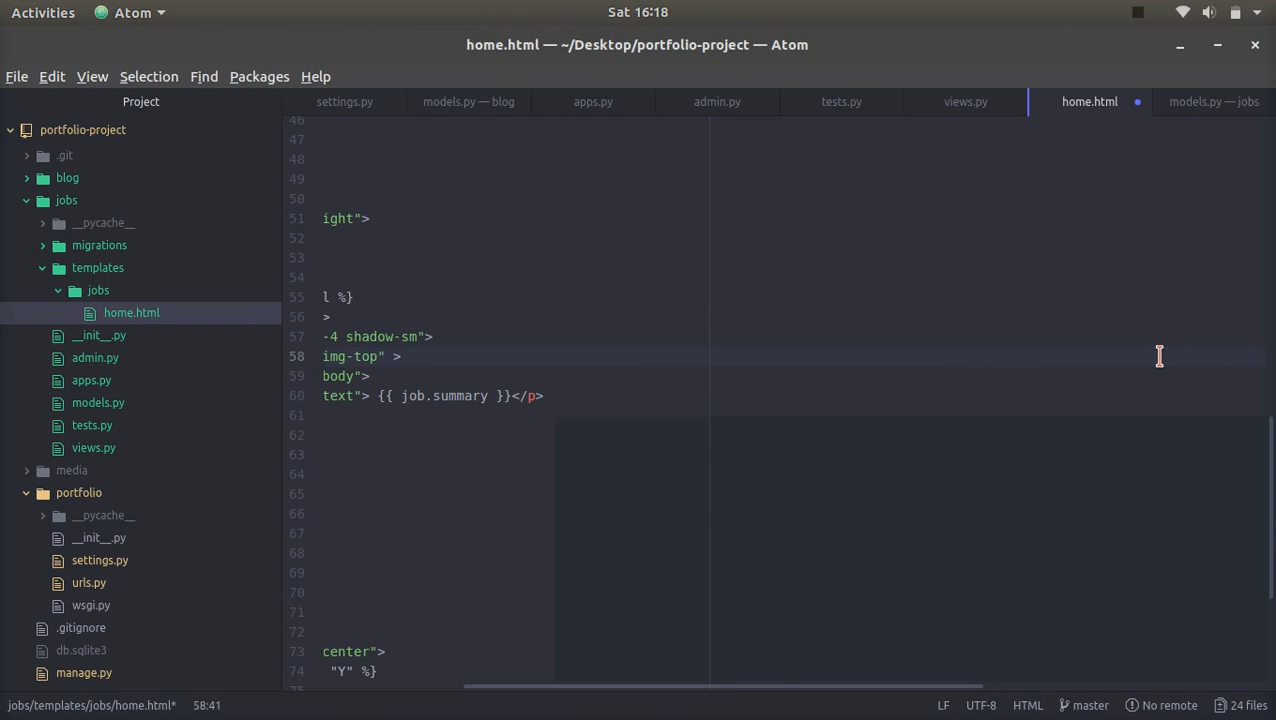 Activities Atom Sat 16:18
home.html — ~/Desktop/portfolio-project — Atom
File Edit View Selection Find Packages Help
Project settings.py models.py — blog apps.py admin.py tests.py views.py home.html models.py — jobs
portfolio-project
.git
blog
jobs
__pycache__
migrations
templates
jobs
home.html
__init__.py
admin.py
apps.py
models.py
tests.py
views.py
media
portfolio
__pycache__
__init__.py
settings.py
urls.py
wsgi.py
.gitignore
db.sqlite3
manage.py
46
47
48
49
50
51 ight">
52
53
54
55 l %}
56 >
57 -4 shadow-sm">
58 img-top" >
59 body">
60 text"> {{ job.summary }}</p>
61
62
63
64
65
66
67
68
69
70
71
72
73 center">
74 "Y" %}
75
jobs/templates/jobs/home.html* 58:41 LF UTF-8 HTML master No remote 24 files